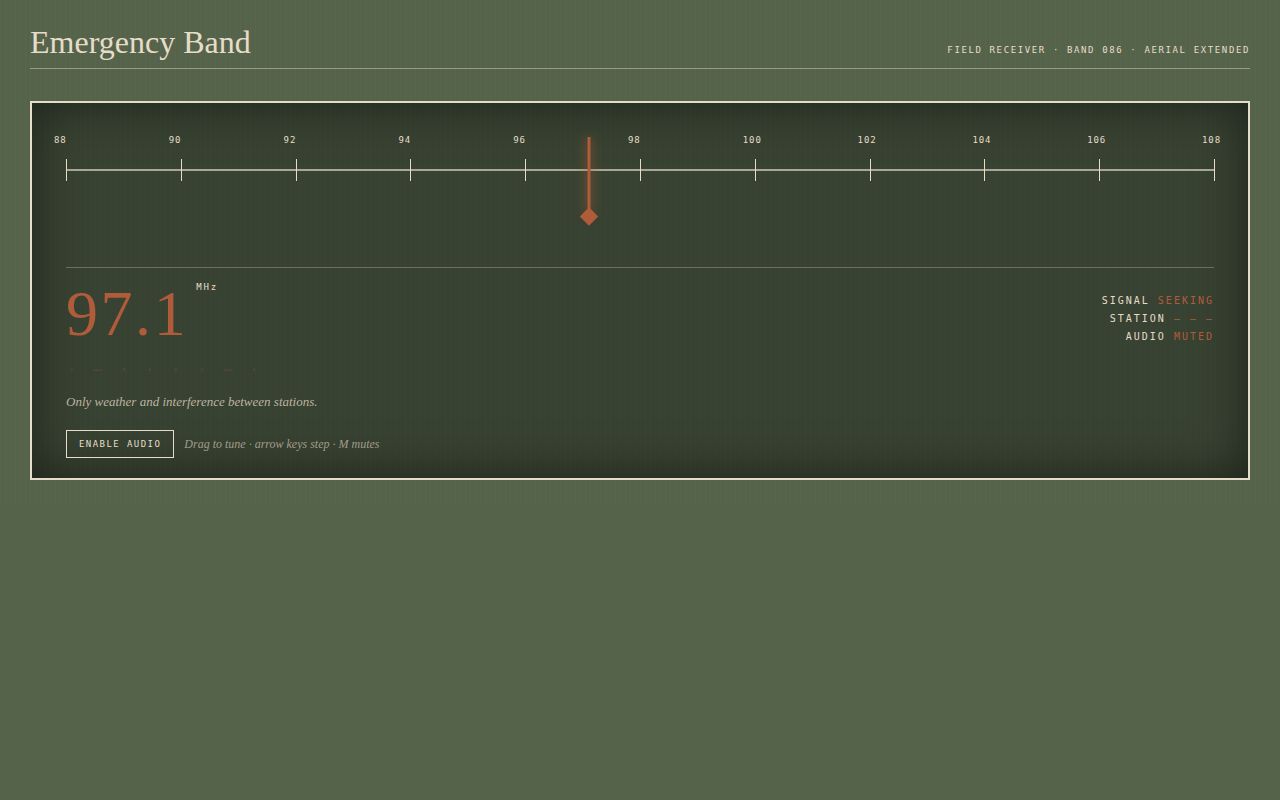 Emergency Band
FIELD RECEIVER · BAND 086 · AERIAL EXTENDED
88 90 92 94 96 98 100 102 104 106 108
97.1 MHz
SIGNAL SEEKING
STATION — — —
AUDIO MUTED
· — · · · · — ·
Only weather and interference between stations.
ENABLE AUDIO Drag to tune · arrow keys step · M mutes